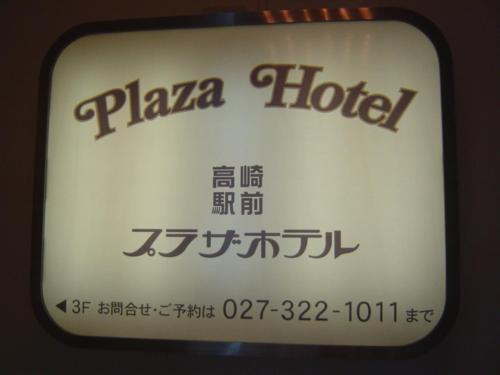 Plaza Hotel
高崎
駅前
プラザホテル
◀3F お問合せ・ご予約は 027-322-1011 まで